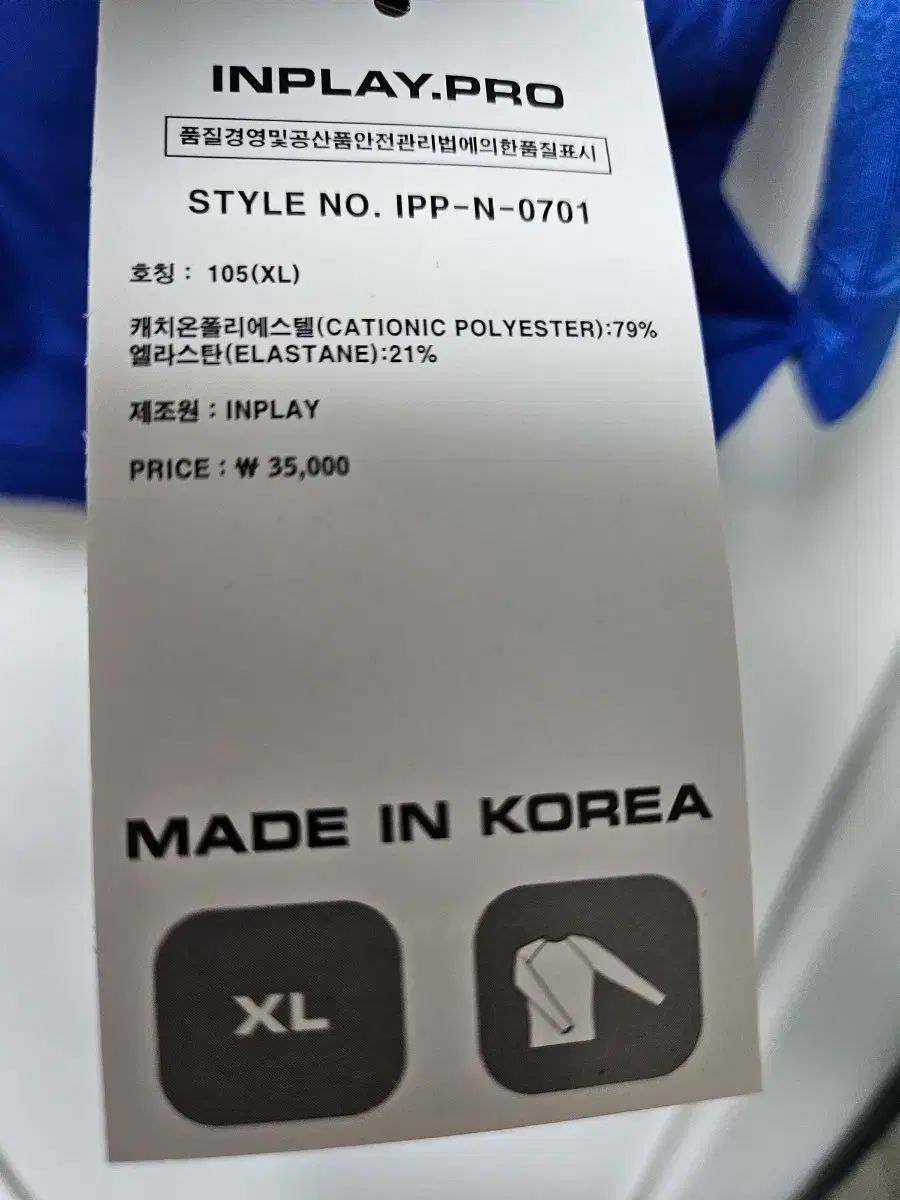 INPLAY.PRO
품질경영및공산품안전관리법에의한품질표시
STYLE NO. IPP-N-0701
호칭 : 105(XL)
캐치온폴리에스텔(CATIONIC POLYESTER):79%
엘라스탄(ELASTANE):21%
제조원 : INPLAY
PRICE : ₩ 35,000
MADE IN KOREA
XL